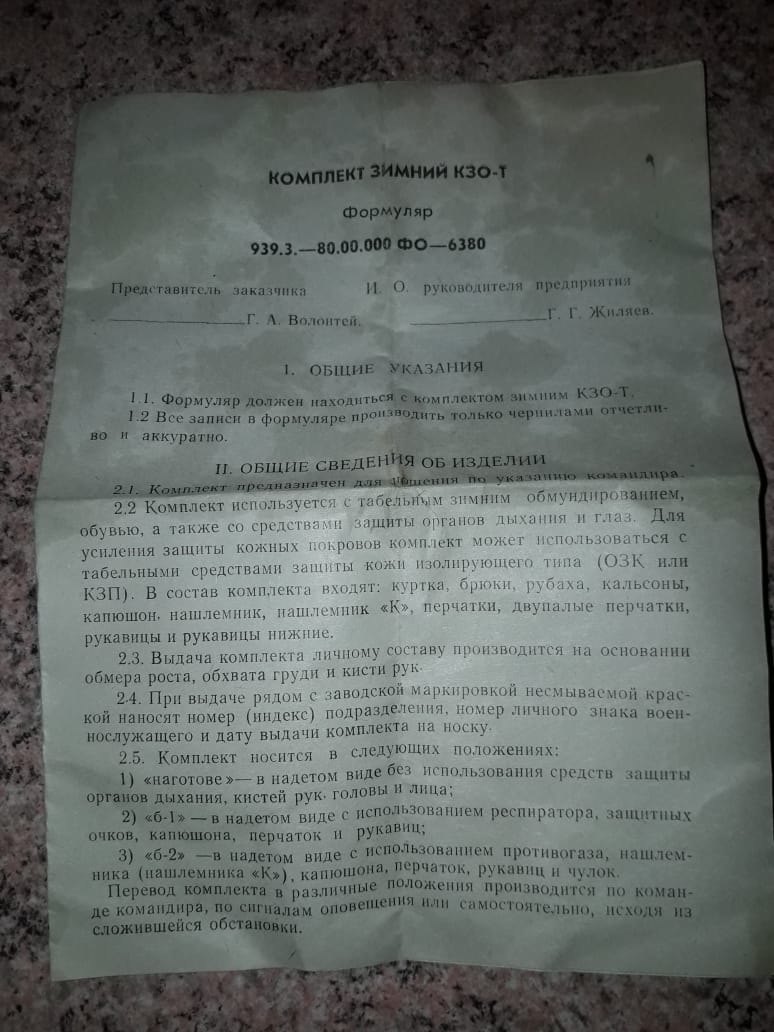 КОМПЛЕКТ ЗИМНИЙ КЗО-Т
Формуляр
939.3.—80.00.000 ФО—6380
Представитель заказчика И. О. руководителя предприятия
Г. А. Волонтей. Г. Г. Жиляев.
I. ОБЩИЕ УКАЗАНИЯ
1.1. Формуляр должен находиться с комплектом зимним КЗО-Т.
1.2 Все записи в формуляре производить только чернилами отчетли-
во и аккуратно.
II. ОБЩИЕ СВЕДЕНИЯ ОБ ИЗДЕЛИИ
2.1. Комплект предназначен для ношения по указанию командира.
2.2 Комплект используется с табельным зимним обмундированием,
обувью, а также со средствами защиты органов дыхания и глаз. Для
усиления защиты кожных покровов комплект может использоваться с
табельными средствами защиты кожи изолирующего типа (ОЗК или
КЗП). В состав комплекта входят: куртка, брюки, рубаха, кальсоны,
капюшон, нашлемник, нашлемник «К», перчатки, двупалые перчатки,
рукавицы и рукавицы нижние.
2.3. Выдача комплекта личному составу производится на основании
обмера роста, обхвата груди и кисти рук.
2.4. При выдаче рядом с заводской маркировкой несмываемой крас-
кой наносят номер (индекс) подразделения, номер личного знака воен-
нослужащего и дату выдачи комплекта на носку.
2.5. Комплект носится в следующих положениях:
1) «наготове»— в надетом виде без использования средств защиты
органов дыхания, кистей рук, головы и лица;
2) «б-1» — в надетом виде с использованием респиратора, защитных
очков, капюшона, перчаток и рукавиц;
3) «б-2» —в надетом виде с использованием противогаза, нашлем-
ника (нашлемника «К»), капюшона, перчаток, рукавиц и чулок.
Перевод комплекта в различные положения производится по коман-
де командира, по сигналам оповещения или самостоятельно, исходя из
сложившейся обстановки.